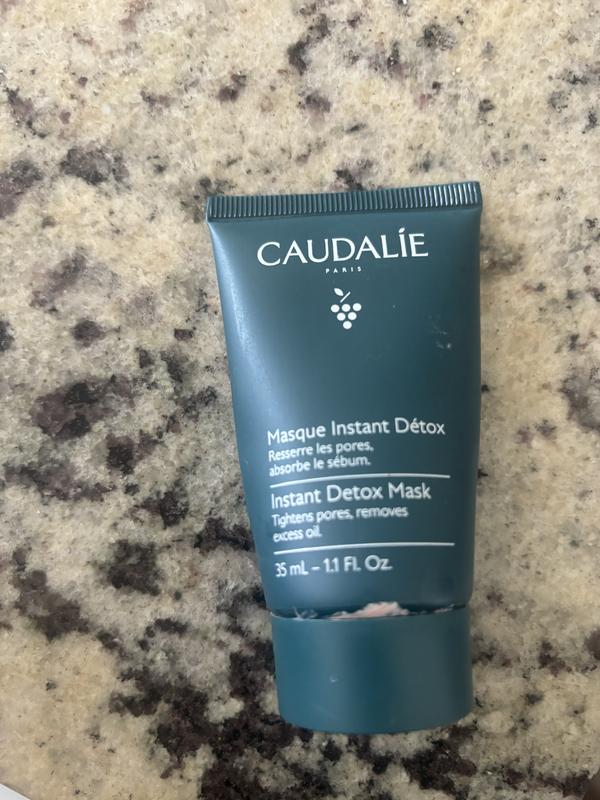 CAUDALÍE
PARIS
Masque Instant Détox
Resserre les pores,
absorbe le sébum.
Instant Detox Mask
Tightens pores, removes
excess oil.
35 mL – 1.1 Fl. Oz.